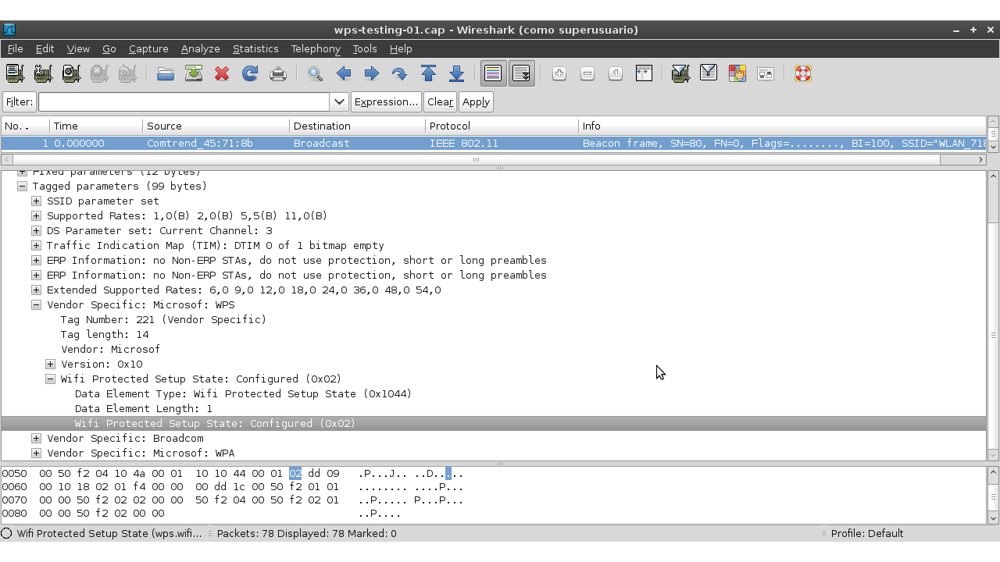 wps-testing-01.cap - Wireshark (como superusuario)
File Edit View Go Capture Analyze Statistics Telephony Tools Help
Filter: Expression... Clear Apply
No. . Time Source Destination Protocol Info
1 0.000000 Comtrend_45:71:8b Broadcast IEEE 802.11 Beacon frame, SN=80, FN=0, Flags=........, BI=100, SSID="WLAN_718
Fixed parameters (12 bytes)
Tagged parameters (99 bytes)
SSID parameter set
Supported Rates: 1,0(B) 2,0(B) 5,5(B) 11,0(B)
DS Parameter set: Current Channel: 3
Traffic Indication Map (TIM): DTIM 0 of 1 bitmap empty
ERP Information: no Non-ERP STAs, do not use protection, short or long preambles
ERP Information: no Non-ERP STAs, do not use protection, short or long preambles
Extended Supported Rates: 6,0 9,0 12,0 18,0 24,0 36,0 48,0 54,0
Vendor Specific: Microsof: WPS
Tag Number: 221 (Vendor Specific)
Tag length: 14
Vendor: Microsof
Version: 0x10
Wifi Protected Setup State: Configured (0x02)
Data Element Type: Wifi Protected Setup State (0x1044)
Data Element Length: 1
Wifi Protected Setup State: Configured (0x02)
Vendor Specific: Broadcom
Vendor Specific: Microsof: WPA
0050 00 50 f2 04 10 4a 00 01 10 10 44 00 01 02 dd 09 .P...J.. ..D.....
0060 00 10 18 02 01 f4 00 00 00 dd 1c 00 50 f2 01 01 ........ ....P...
0070 00 00 50 f2 02 02 00 00 50 f2 04 00 50 f2 02 01 ..P..... P...P...
0080 00 00 50 f2 02 00 00 ..P....
Wifi Protected Setup State (wps.wifi... Packets: 78 Displayed: 78 Marked: 0 Profile: Default